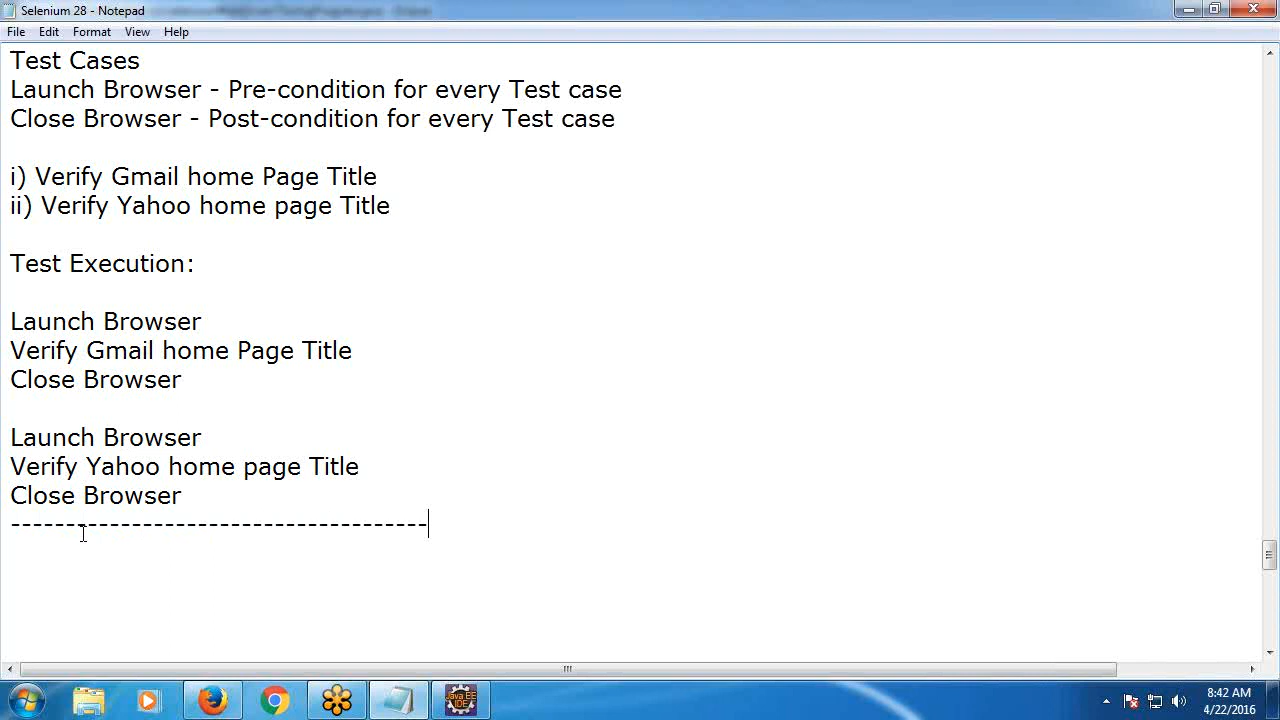 Selenium 28 - Notepad
File Edit Format View Help
Test Cases
Launch Browser - Pre-condition for every Test case
Close Browser - Post-condition for every Test case
i) Verify Gmail home Page Title
ii) Verify Yahoo home page Title
Test Execution:
Launch Browser
Verify Gmail home Page Title
Close Browser
Launch Browser
Verify Yahoo home page Title
Close Browser
--------------------------------------
Java EE
IDE
8:42 AM
4/22/2016